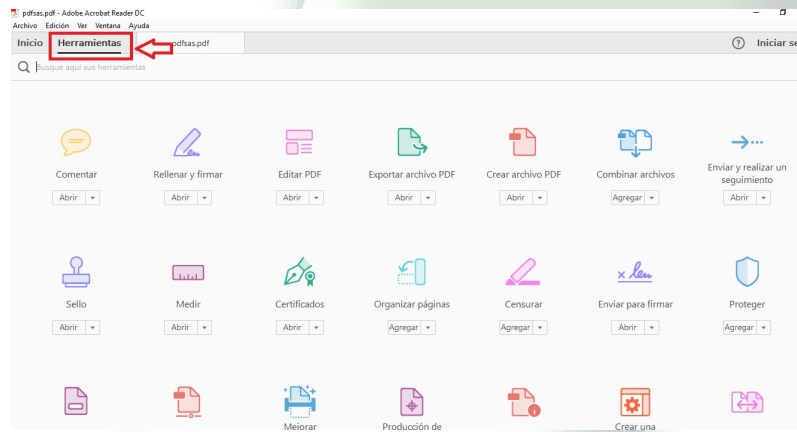 pdfsas.pdf - Adobe Acrobat Reader DC
Archivo Edición Ver Ventana Ayuda
Inicio Herramientas pdfsas.pdf Iniciar se
Busque aquí sus herramientas
Comentar Rellenar y firmar Editar PDF Exportar archivo PDF Crear archivo PDF Combinar archivos Enviar y realizar un
seguimiento
Abrir Abrir Abrir Abrir Abrir Agregar Abrir
Sello Medir Certificados Organizar páginas Censurar Enviar para firmar Proteger
Abrir Abrir Abrir Agregar Agregar Abrir Agregar
Mejorar Producción de Crear una